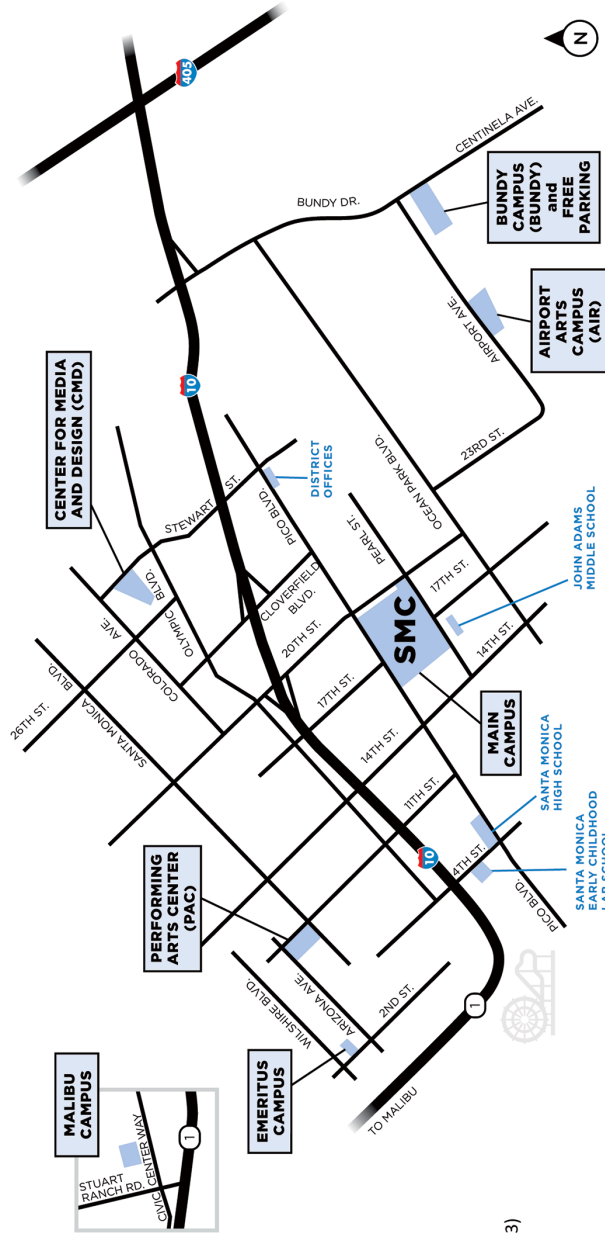 MALIBU
CAMPUS
STUART
RANCH RD.
CIVIC CENTER WAY
1
EMERITUS
CAMPUS
PERFORMING
ARTS CENTER
(PAC)
CENTER FOR MEDIA
AND DESIGN (CMD)
WILSHIRE BLVD.
ARIZONA AVE.
2ND ST.
TO MALIBU
1
26TH ST.
SANTA MONICA
BLVD.
COLORADO
AVE.
OLYMPIC
BLVD.
STEWART
ST.
CLOVERFIELD
BLVD.
20TH ST.
17TH ST.
14TH ST.
11TH ST.
4TH ST.
10
10
405
PICO BLVD.
PICO BLVD.
PEARL ST.
OCEAN PARK BLVD.
17TH ST.
14TH ST.
23RD ST.
AIRPORT AVE.
BUNDY DR.
CENTINELA AVE.
DISTRICT
OFFICES
SMC
MAIN
CAMPUS
SANTA MONICA
HIGH SCHOOL
SANTA MONICA
EARLY CHILDHOOD
LAB SCHOOL
JOHN ADAMS
MIDDLE SCHOOL
AIRPORT
ARTS
CAMPUS
(AIR)
BUNDY
CAMPUS
(BUNDY)
and
FREE
PARKING
N
3)